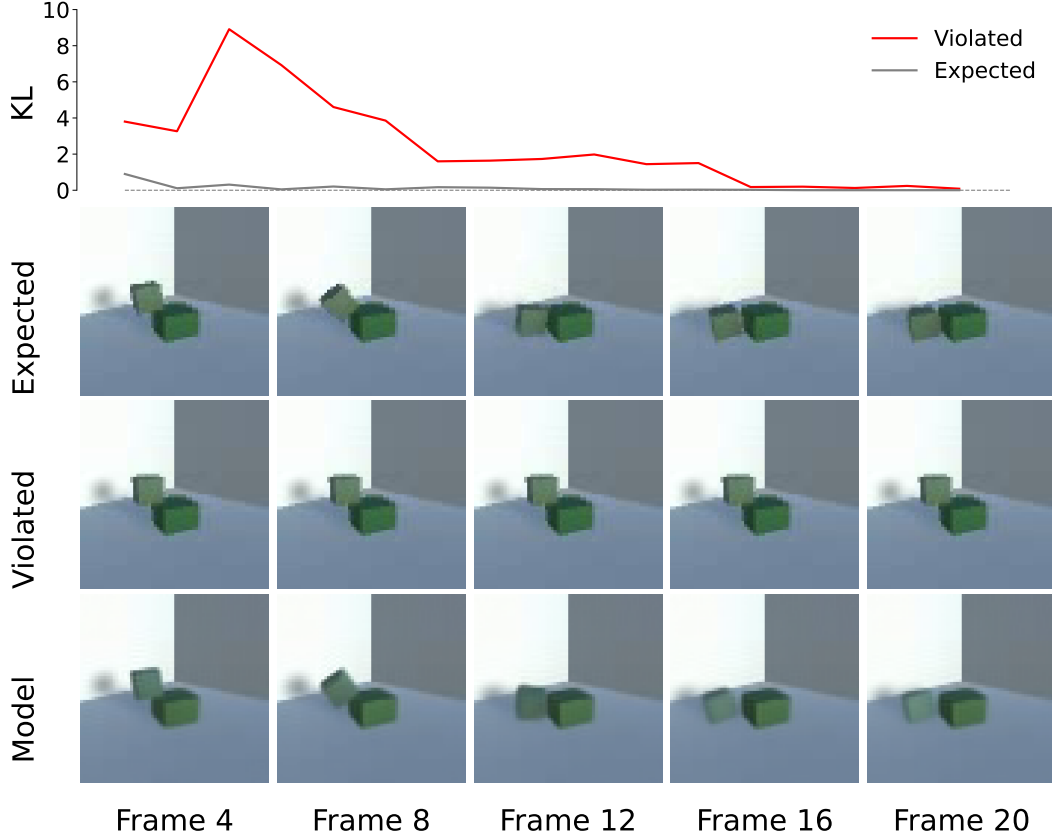 10
8
6
4
2
0
KL
Violated
Expected
Expected
Violated
Model
Frame 4
Frame 8
Frame 12
Frame 16
Frame 20